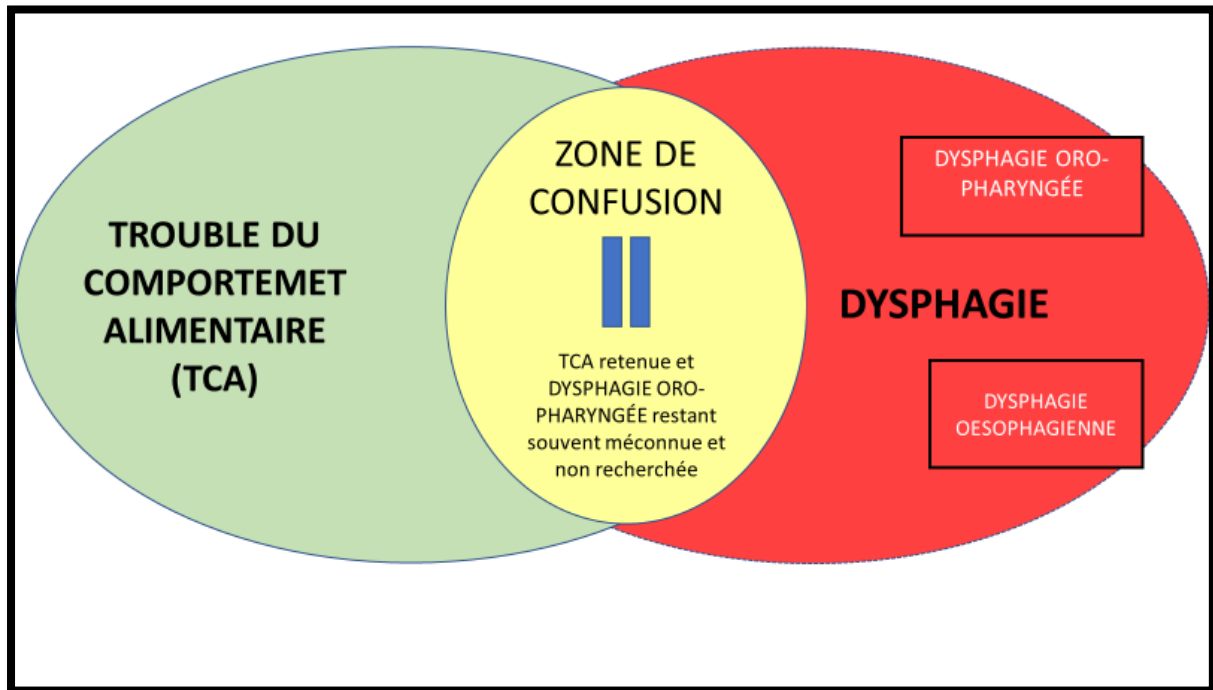 TROUBLE DU
COMPORTEMET
ALIMENTAIRE
(TCA)
ZONE DE
CONFUSION
TCA retenue et
DYSPHAGIE ORO-
PHARYNGÉE restant
souvent méconnue et
non recherchée
DYSPHAGIE ORO-
PHARYNGÉE
DYSPHAGIE
DYSPHAGIE
OESOPHAGIENNE